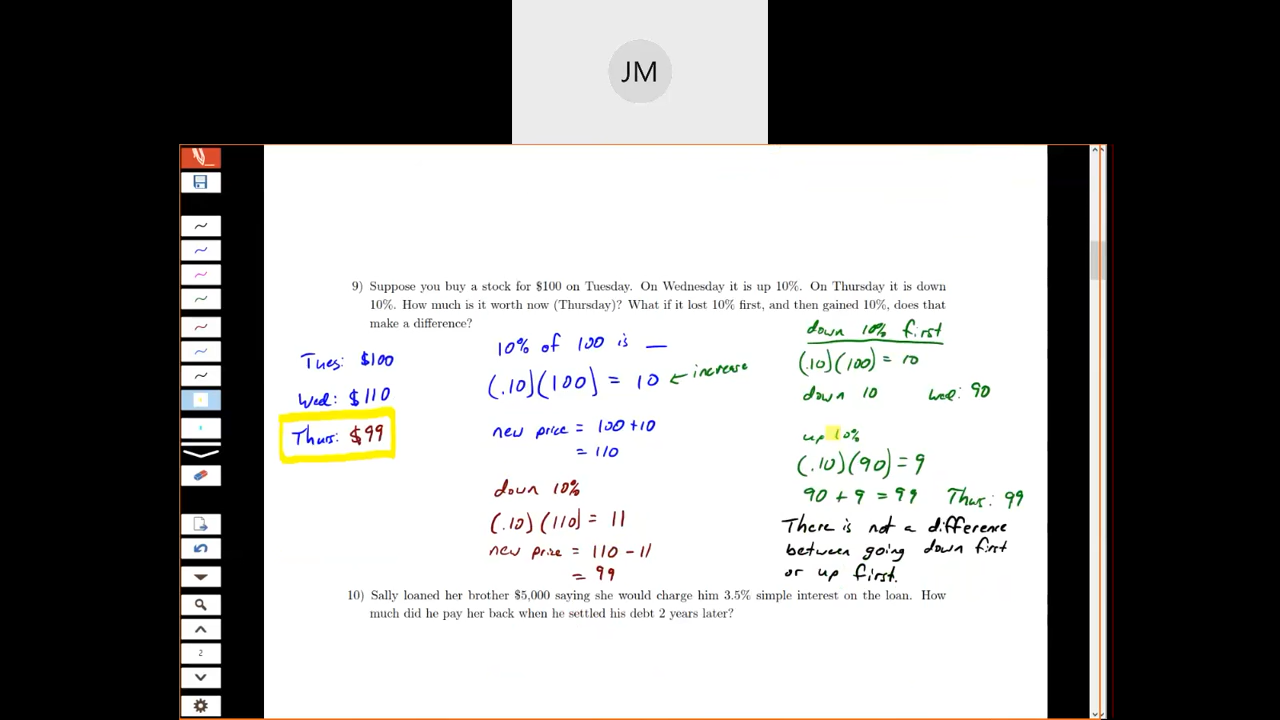 JM
9) Suppose you buy a stock for $100 on Tuesday. On Wednesday it is up 10%. On Thursday it is down
10%. How much is it worth now (Thursday)? What if it lost 10% first, and then gained 10%, does that
make a difference?
Tues: $100
Wed: $110
Thurs: $99
10% of 100 is __
(.10)(100) = 10 ← increase
new price = 100+10
= 110
down 10%
(.10)(110) = 11
new price = 110 - 11
= 99
down 10% first
(.10)(100) = 10
down 10 Wed: 90
up 10%
(.10)(90) = 9
90 + 9 = 99 Thurs: 99
There is not a difference
between going down first
or up first.
10) Sally loaned her brother $5,000 saying she would charge him 3.5% simple interest on the loan. How
much did he pay her back when he settled his debt 2 years later?
2